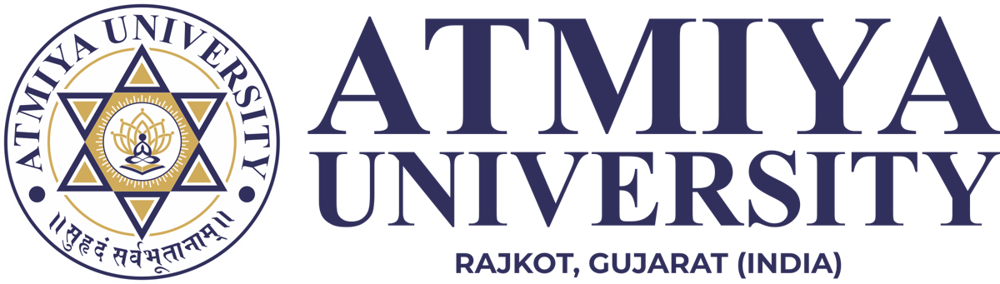 ATMIYA UNIVERSITY
॥सुहृदं सर्वभूतानाम्॥
ATMIYA
UNIVERSITY
RAJKOT, GUJARAT (INDIA)